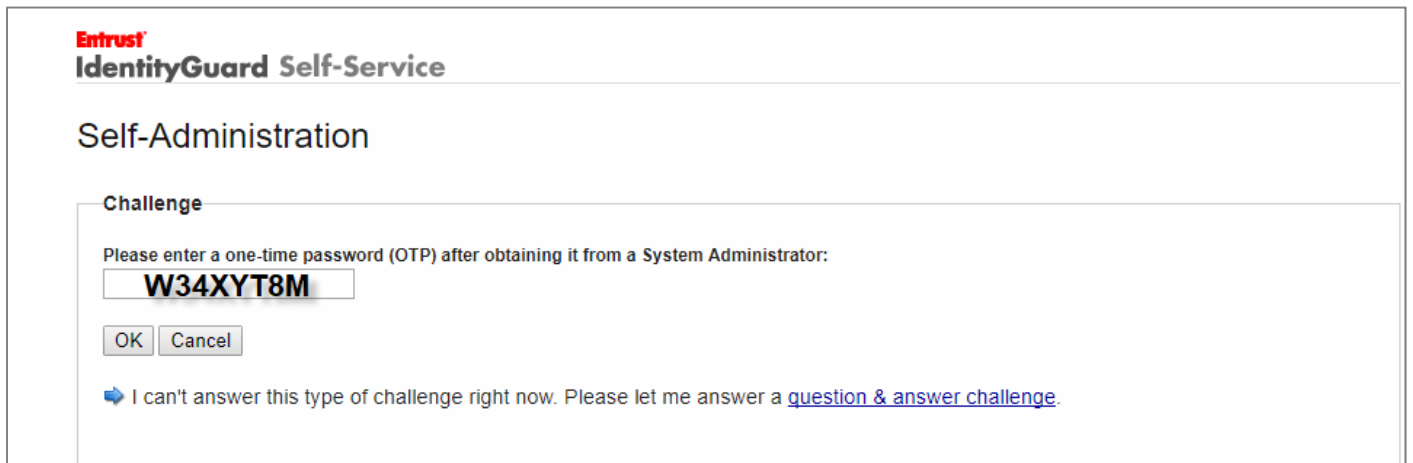 Entrust
IdentityGuard Self-Service
Self-Administration
Challenge
Please enter a one-time password (OTP) after obtaining it from a System Administrator:
W34XYT8M
OK Cancel
I can't answer this type of challenge right now. Please let me answer a question & answer challenge.